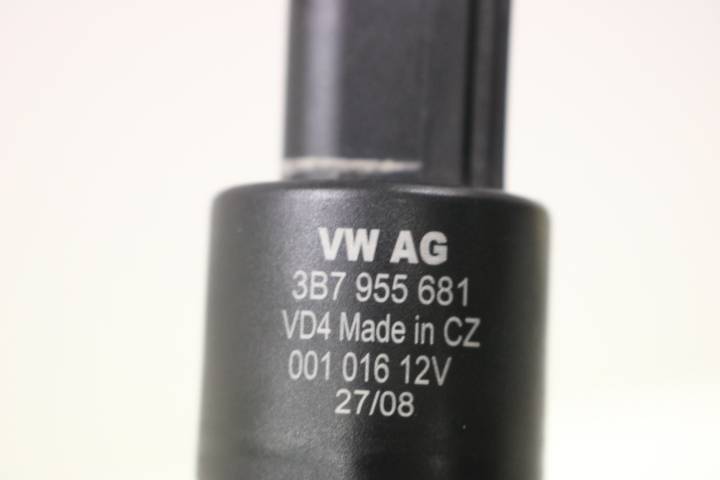 VW AG
3B7 955 681
VD4 Made in CZ
001 016 12V
27/08